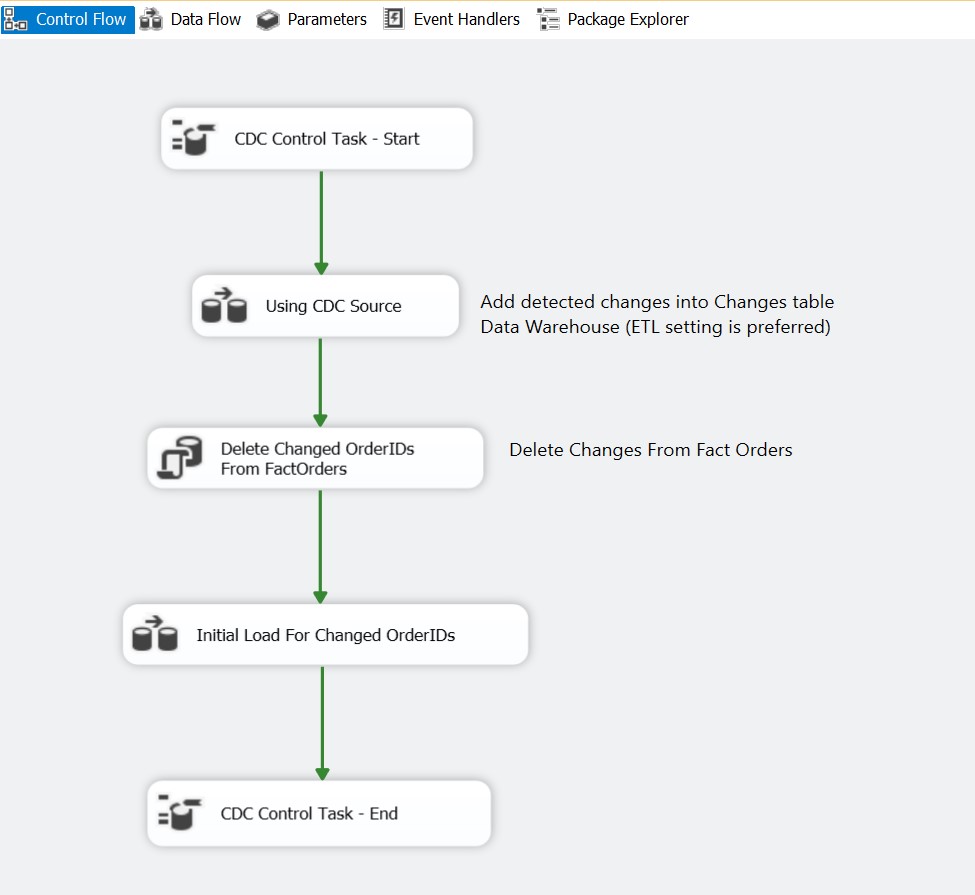 Control Flow Data Flow Parameters Event Handlers Package Explorer
CDC Control Task - Start
Using CDC Source
Add detected changes into Changes table
Data Warehouse (ETL setting is preferred)
Delete Changed OrderIDs
From FactOrders
Delete Changes From Fact Orders
Initial Load For Changed OrderIDs
CDC Control Task - End